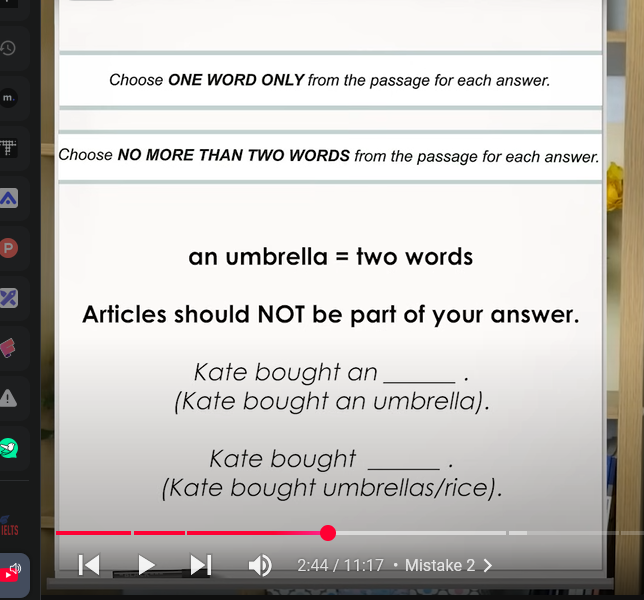 Choose ONE WORD ONLY from the passage for each answer.
Choose NO MORE THAN TWO WORDS from the passage for each answer.
an umbrella = two words
Articles should NOT be part of your answer.
Kate bought an ______ .
(Kate bought an umbrella).
Kate bought ______ .
(Kate bought umbrellas/rice).
2:44 / 11:17 • Mistake 2
m.
P
IELTS